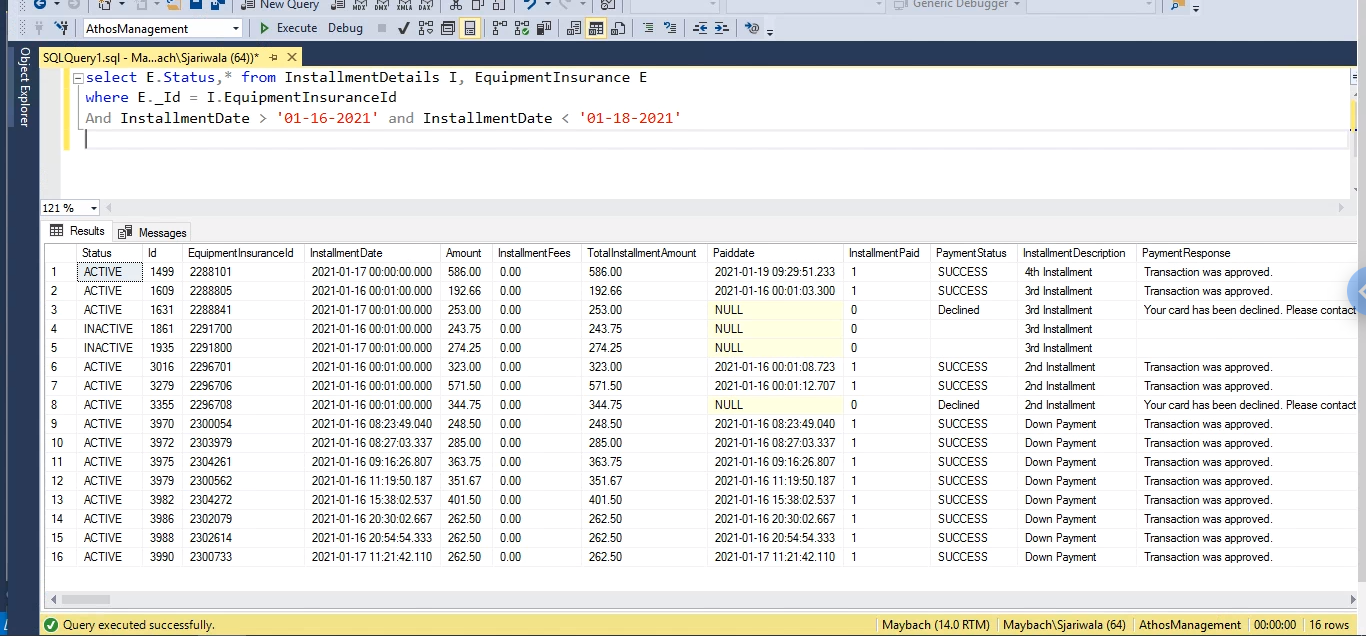 New Query MDX DMX XMLA DAX Generic Debugger
AthosManagement Execute Debug
Object Explorer
SQLQuery1.sql - Ma...ach\Sjariwala (64))*
select E.Status,* from InstallmentDetails I, EquipmentInsurance E
where E._Id = I.EquipmentInsuranceId
And InstallmentDate > '01-16-2021' and InstallmentDate < '01-18-2021'
121 %
Results Messages
Status Id EquipmentInsuranceId InstallmentDate Amount InstallmentFees TotalInstallmentAmount Paiddate InstallmentPaid PaymentStatus InstallmentDescription PaymentResponse
1 ACTIVE 1499 2288101 2021-01-17 00:00:00.000 586.00 0.00 586.00 2021-01-19 09:29:51.233 1 SUCCESS 4th Installment Transaction was approved.
2 ACTIVE 1609 2288805 2021-01-16 00:01:00.000 192.66 0.00 192.66 2021-01-16 00:01:03.300 1 SUCCESS 3rd Installment Transaction was approved.
3 ACTIVE 1631 2288841 2021-01-17 00:01:00.000 253.00 0.00 253.00 NULL 0 Declined 3rd Installment Your card has been declined. Please contact
4 INACTIVE 1861 2291700 2021-01-16 00:01:00.000 243.75 0.00 243.75 NULL 0 3rd Installment
5 INACTIVE 1935 2291800 2021-01-17 00:01:00.000 274.25 0.00 274.25 NULL 0 3rd Installment
6 ACTIVE 3016 2296701 2021-01-16 00:01:00.000 323.00 0.00 323.00 2021-01-16 00:01:08.723 1 SUCCESS 2nd Installment Transaction was approved.
7 ACTIVE 3279 2296706 2021-01-16 00:01:00.000 571.50 0.00 571.50 2021-01-16 00:01:12.707 1 SUCCESS 2nd Installment Transaction was approved.
8 ACTIVE 3355 2296708 2021-01-16 00:01:00.000 344.75 0.00 344.75 NULL 0 Declined 2nd Installment Your card has been declined. Please contact
9 ACTIVE 3970 2300054 2021-01-16 08:23:49.040 248.50 0.00 248.50 2021-01-16 08:23:49.040 1 SUCCESS Down Payment Transaction was approved.
10 ACTIVE 3972 2303979 2021-01-16 08:27:03.337 285.00 0.00 285.00 2021-01-16 08:27:03.337 1 SUCCESS Down Payment Transaction was approved.
11 ACTIVE 3975 2304261 2021-01-16 09:16:26.807 363.75 0.00 363.75 2021-01-16 09:16:26.807 1 SUCCESS Down Payment Transaction was approved.
12 ACTIVE 3979 2300562 2021-01-16 11:19:50.187 351.67 0.00 351.67 2021-01-16 11:19:50.187 1 SUCCESS Down Payment Transaction was approved.
13 ACTIVE 3982 2304272 2021-01-16 15:38:02.537 401.50 0.00 401.50 2021-01-16 15:38:02.537 1 SUCCESS Down Payment Transaction was approved.
14 ACTIVE 3986 2302079 2021-01-16 20:30:02.667 262.50 0.00 262.50 2021-01-16 20:30:02.667 1 SUCCESS Down Payment Transaction was approved.
15 ACTIVE 3988 2302614 2021-01-16 20:54:54.333 262.50 0.00 262.50 2021-01-16 20:54:54.333 1 SUCCESS Down Payment Transaction was approved.
16 ACTIVE 3990 2300733 2021-01-17 11:21:42.110 262.50 0.00 262.50 2021-01-17 11:21:42.110 1 SUCCESS Down Payment Transaction was approved.
Query executed successfully. Maybach (14.0 RTM) Maybach\Sjariwala (64) AthosManagement 00:00:00 16 rows